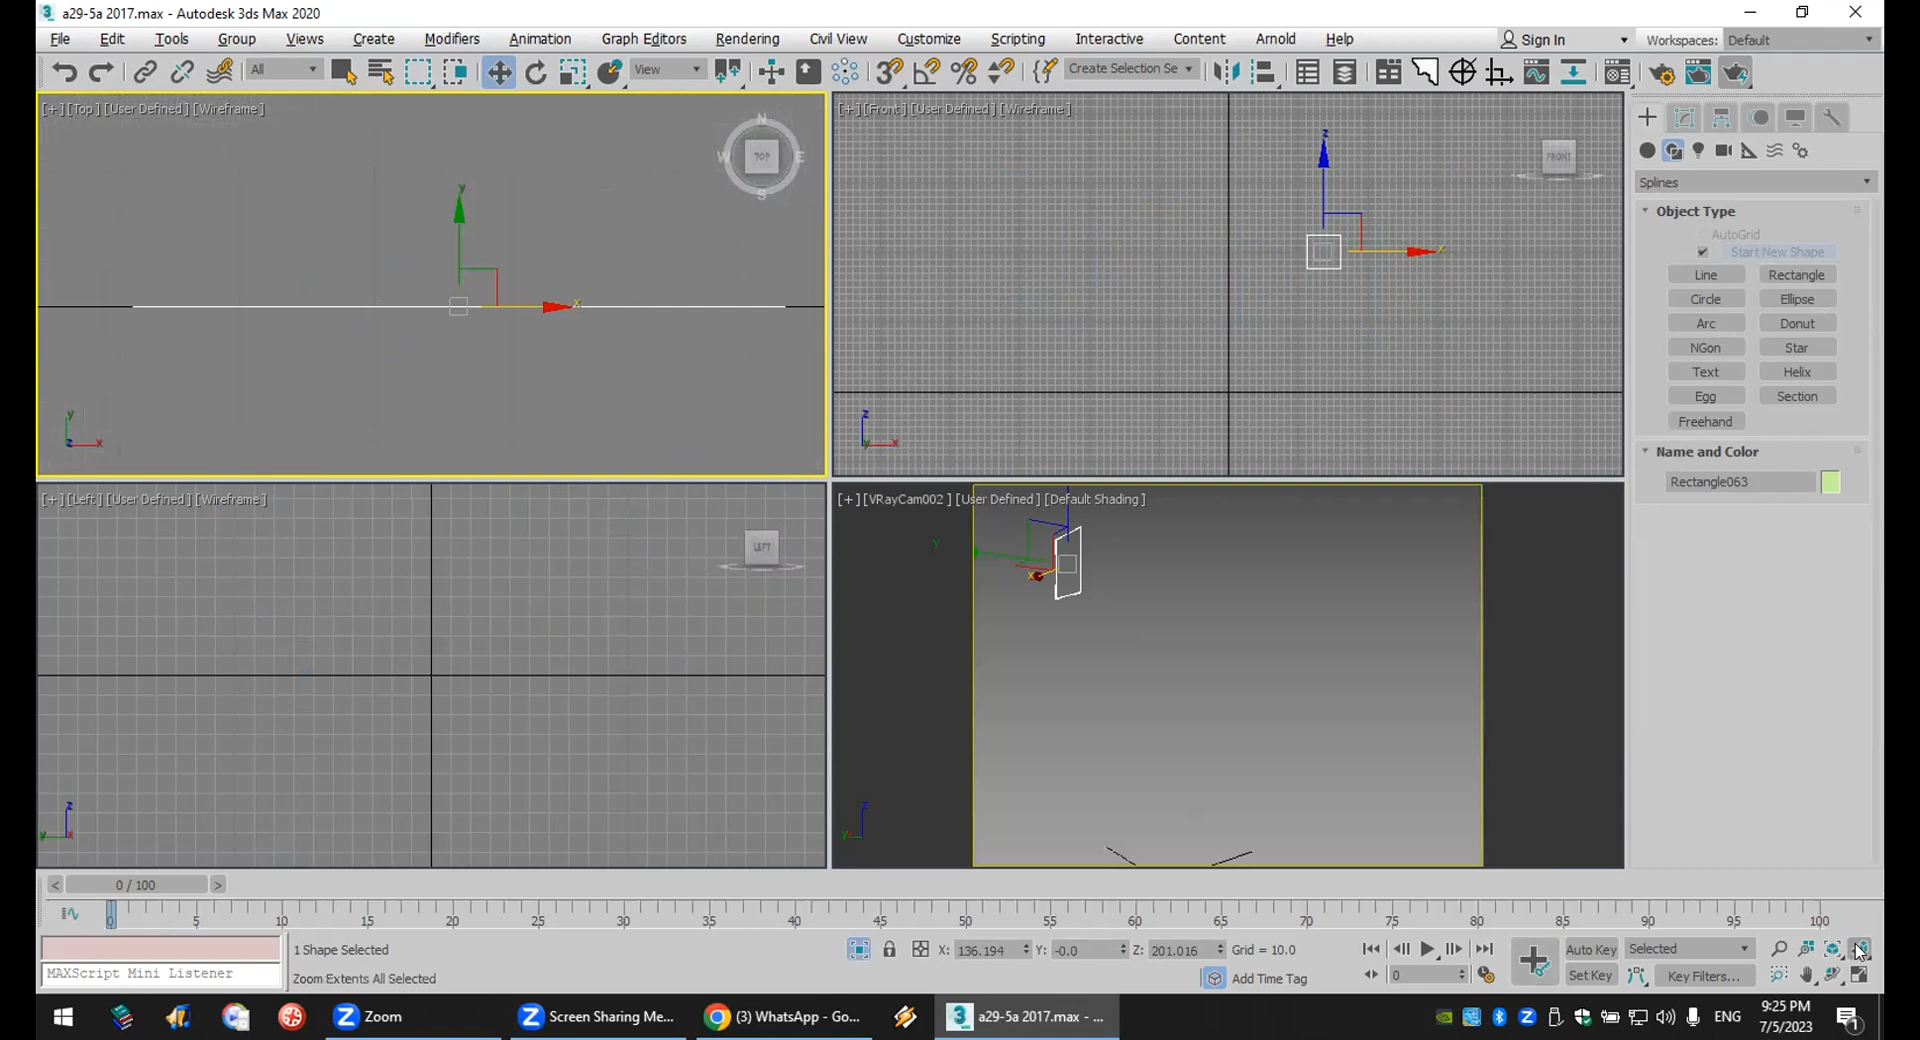 3 a29-5a 2017.max - Autodesk 3ds Max 2020
File Edit Tools Group Views Create Modifiers Animation Graph Editors Rendering Civil View Customize Scripting Interactive Content Arnold Help Sign In Workspaces: Default
All View Create Selection Se
[+] [Top] [User Defined] [Wireframe]
N
W TOP E
S
y
x
y
z x
[+] [Front] [User Defined] [Wireframe]
FRONT
z
x
z
y x
Splines
Object Type
AutoGrid
Start New Shape
Line Rectangle
Circle Ellipse
Arc Donut
NGon Star
Text Helix
Egg Section
Freehand
Name and Color
Rectangle063
[+] [Left] [User Defined] [Wireframe]
LEFT
z
y x
[+] [VRayCam002] [User Defined] [Default Shading]
y
x
z
y
< 0 / 100 >
0 5 10 15 20 25 30 35 40 45 50 55 60 65 70 75 80 85 90 95 100
1 Shape Selected X: 136.194 Y: -0.0 Z: 201.016 Grid = 10.0 Auto Key Selected
MAXScript Mini Listener Zoom Extents All Selected Add Time Tag 0 Set Key Key Filters...
Zoom Screen Sharing Me... (3) WhatsApp - Go... a29-5a 2017.max - ... ENG
9:25 PM
7/5/2023
1